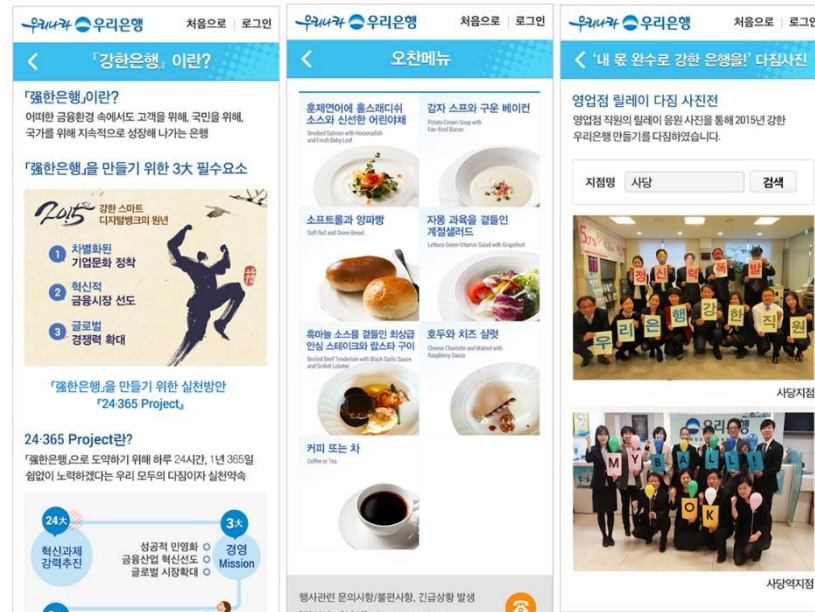 우리나라 우리은행
처음으로 로그인
『강한은행』 이란?
「強한은행」이란?
어떠한 금융환경 속에서도 고객을 위해, 국민을 위해,
국가를 위해 지속적으로 성장해 나가는 은행
「強한은행」을 만들기 위한 3大 필수요소
2015 강한 스마트
디지털뱅크의 원년
1 차별화된
기업문화 정착
2 혁신적
금융시장 선도
3 글로벌
경쟁력 확대
「強한은행」을 만들기 위한 실천방안
『24·365 Project』
24·365 Project란?
「強한은행」으로 도약하기 위해 하루 24시간, 1년 365일
쉼없이 노력하겠다는 우리 모두의 다짐이자 실천약속
24大
혁신과제
강력추진
성공적 민영화
금융산업 혁신선도
글로벌 시장확대
3大
경영
Mission
우리나라 우리은행
처음으로 로그인
오찬메뉴
훈제연어에 홀스래디쉬
소스와 신선한 어린야채
Smoked Salmon with Horseradish
and Fresh Baby Leaf
감자 스프와 구운 베이컨
Potato Cream Soup with
Pan-fried Bacon
소프트롤과 양파빵
Soft Roll and Onion Bread
자몽 과육을 곁들인
계절샐러드
Lettuce Green Vitamin Salad with Grapefruit
흑마늘 소스를 곁들인 최상급
안심 스테이크와 랍스타 구이
Broiled Beef Tenderloin with Black Garlic Sauce
and Grilled Lobster
호두와 치즈 샬럿
Cheese Charlotte and Walnut with
Raspberry Sauce
커피 또는 차
Coffee or Tea
행사관련 문의사항/불편사항, 긴급상황 발생
우리나라 우리은행
처음으로 로그인
'내 몫 완수로 강한 은행을!' 다짐사진
영업점 릴레이 다짐 사진전
영업점 직원의 릴레이 응원 사진을 통해 2015년 강한
우리은행 만들기를 다짐하였습니다.
지점명 사당 검색
정신력폭발
우리은행강한직원
사당지점
우리은행
MY BALL!
OK
사당역지점